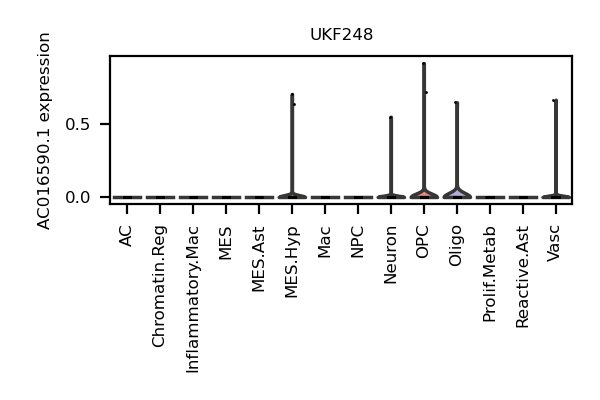 UKF248
AC016590.1 expression
0.5
0.0
AC
Chromatin.Reg
Inflammatory.Mac
MES
MES.Ast
MES.Hyp
Mac
NPC
Neuron
OPC
Oligo
Prolif.Metab
Reactive.Ast
Vasc